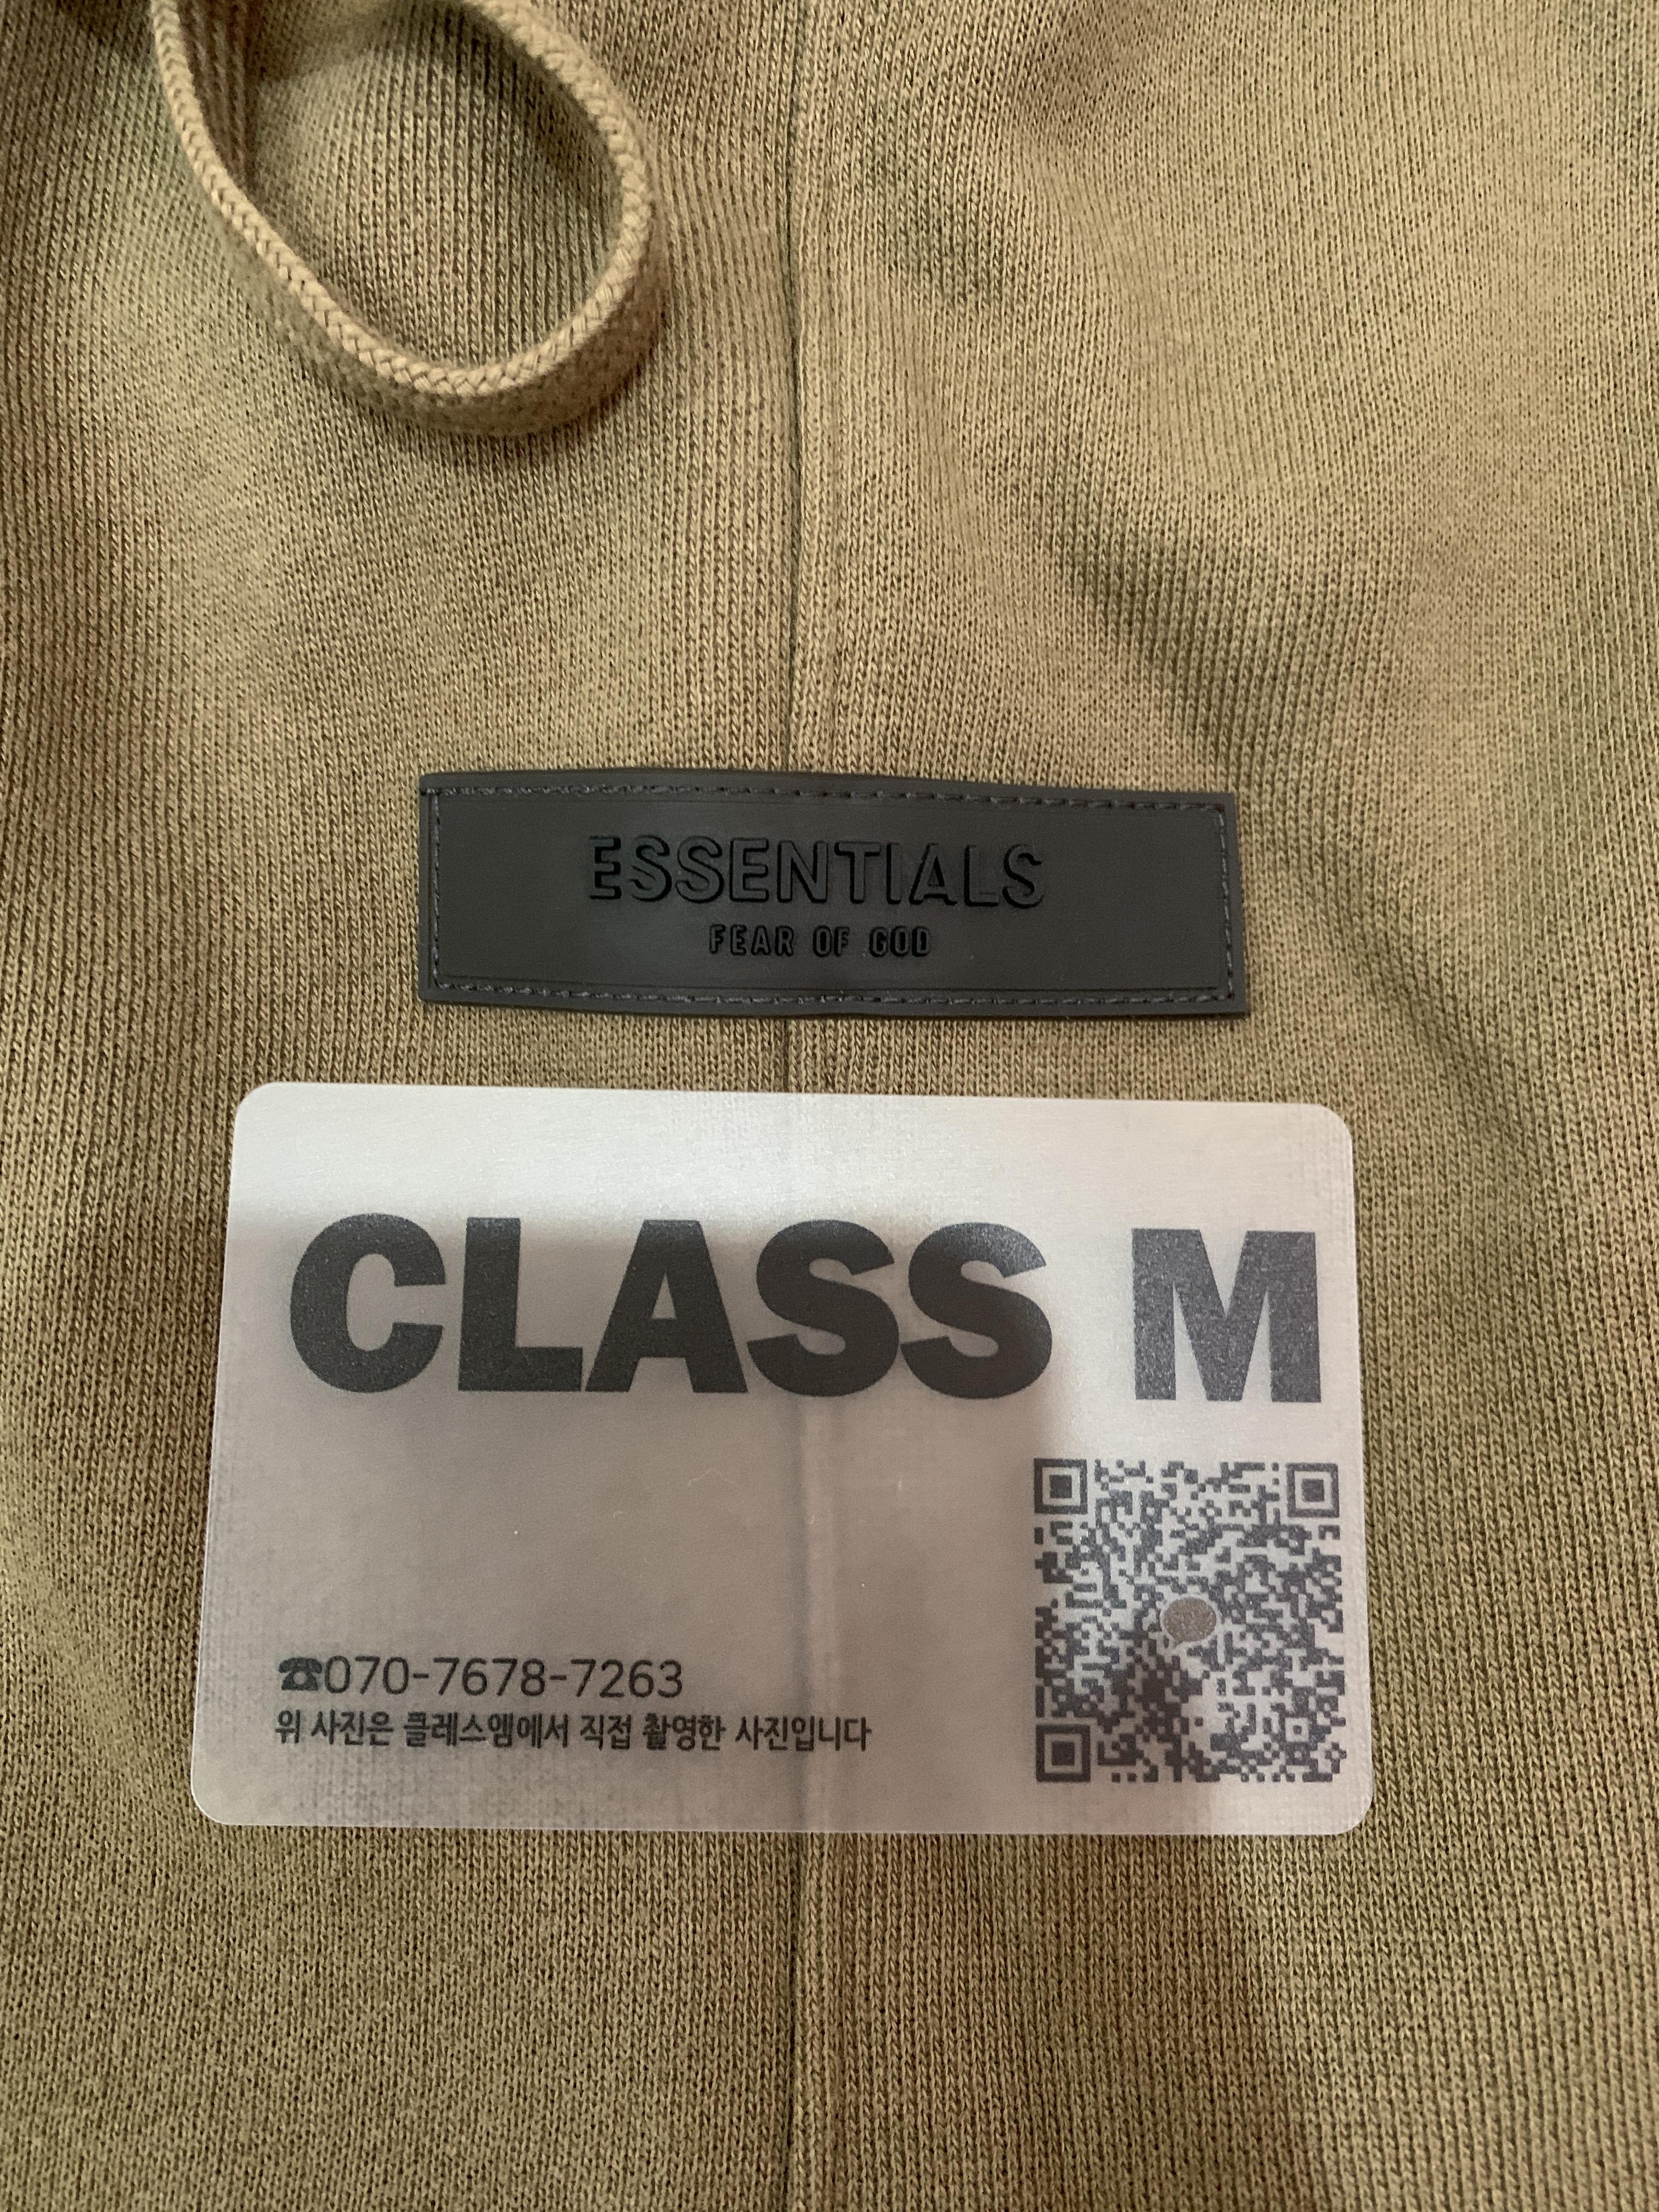 ESSENTIALS
FEAR OF GOD
CLASS M
☎070-7678-7263
위 사진은 클레스엠에서 직접 촬영한 사진입니다